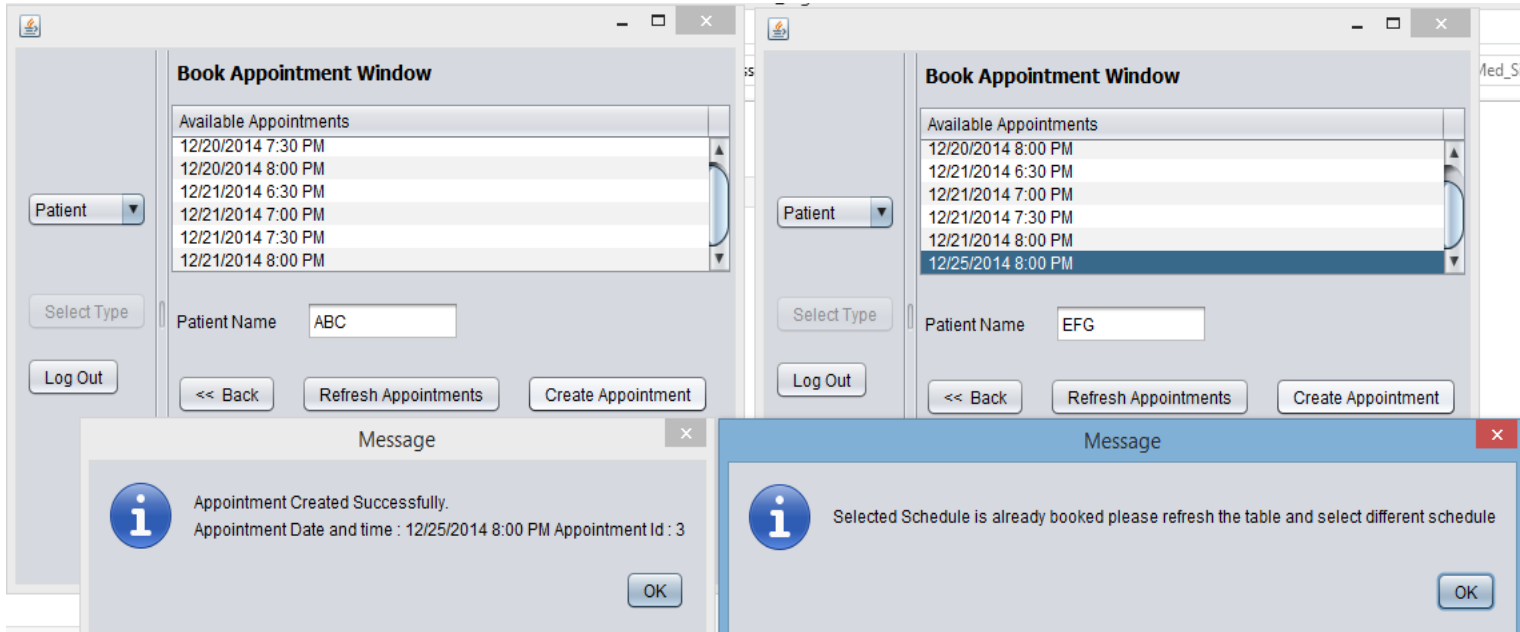 Book Appointment Window
Available Appointments
12/20/2014 7:30 PM
12/20/2014 8:00 PM
12/21/2014 6:30 PM
12/21/2014 7:00 PM
12/21/2014 7:30 PM
12/21/2014 8:00 PM
Patient
Select Type
Patient Name ABC
Log Out
<< Back Refresh Appointments Create Appointment
Message
Appointment Created Successfully.
Appointment Date and time : 12/25/2014 8:00 PM Appointment Id : 3
OK
Book Appointment Window
Available Appointments
12/20/2014 8:00 PM
12/21/2014 6:30 PM
12/21/2014 7:00 PM
12/21/2014 7:30 PM
12/21/2014 8:00 PM
12/25/2014 8:00 PM
Patient
Select Type
Patient Name EFG
Log Out
<< Back Refresh Appointments Create Appointment
Message
Selected Schedule is already booked please refresh the table and select different schedule
OK